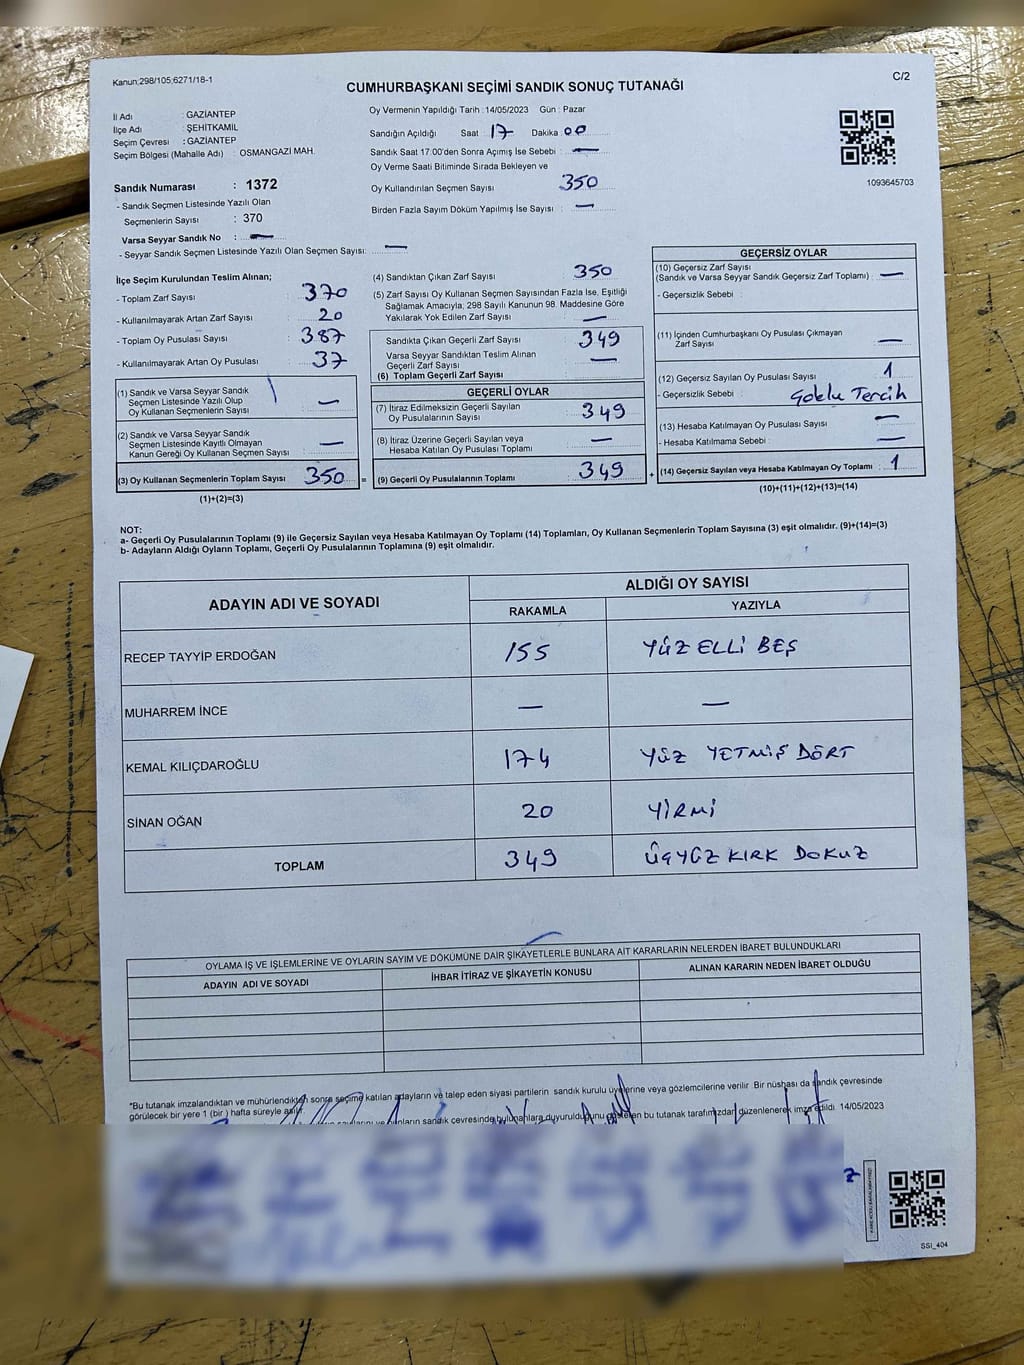 Kanun:298/105;6271/18-1
C/2
CUMHURBAŞKANI SEÇİMİ SANDIK SONUÇ TUTANAĞI
İl Adı : GAZİANTEP
İlçe Adı : ŞEHİTKAMİL
Seçim Çevresi : GAZİANTEP
Seçim Bölgesi (Mahalle Adı) : OSMANGAZİ MAH.
Sandık Numarası : 1372
- Sandık Seçmen Listesinde Yazılı Olan
Seçmenlerin Sayısı : 370
Varsa Seyyar Sandık No : —
- Seyyar Sandık Seçmen Listesinde Yazılı Olan Seçmen Sayısı: —
Oy Vermenin Yapıldığı Tarih : 14/05/2023 Gün : Pazar
Sandığın Açıldığı Saat : 17 Dakika 00
Sandık Saat 17:00'den Sonra Açımış İse Sebebi : —
Oy Verme Saati Bitiminde Sırada Bekleyen ve
Oy Kullandırılan Seçmen Sayısı 350
Birden Fazla Sayım Döküm Yapılmış İse Sayısı : —
1093645703
İlçe Seçim Kurulundan Teslim Alınan;
- Toplam Zarf Sayısı : 370
- Kullanılmayarak Artan Zarf Sayısı : 20
- Toplam Oy Pusulası Sayısı : 387
- Kullanılmayarak Artan Oy Pusulası : 37
(1) Sandık ve Varsa Seyyar Sandık
Seçmen Listesinde Yazılı Olup
Oy Kullanan Seçmenlerin Sayısı —
(2) Sandık ve Varsa Seyyar Sandık
Seçmen Listesinde Kayıtlı Olmayan
Kanun Gereği Oy Kullanan Seçmen Sayısı —
(3) Oy Kullanan Seçmenlerin Toplam Sayısı 350 =
(1)+(2)=(3)
(4) Sandıktan Çıkan Zarf Sayısı : 350
(5) Zarf Sayısı Oy Kullanan Seçmen Sayısından Fazla İse, Eşitliği
Sağlamak Amacıyla, 298 Sayılı Kanunun 98. Maddesine Göre
Yakılarak Yok Edilen Zarf Sayısı : —
Sandıkta Çıkan Geçerli Zarf Sayısı : 349
Varsa Seyyar Sandıktan Teslim Alınan
Geçerli Zarf Sayısı : —
(6) Toplam Geçerli Zarf Sayısı
GEÇERLİ OYLAR
(7) İtiraz Edilmeksizin Geçerli Sayılan
Oy Pusulalarının Sayısı : 349
(8) İtiraz Üzerine Geçerli Sayılan veya
Hesaba Katılan Oy Pusulası Toplamı : —
(9) Geçerli Oy Pusulalarının Toplamı : 349 +
GEÇERSİZ OYLAR
(10) Geçersiz Zarf Sayısı
(Sandık ve Varsa Seyyar Sandık Geçersiz Zarf Toplamı) : —
- Geçersizlik Sebebi :
(11) İçinden Cumhurbaşkanı Oy Pusulası Çıkmayan
Zarf Sayısı : —
(12) Geçersiz Sayılan Oy Pusulası Sayısı : 1
- Geçersizlik Sebebi : Çoklu Tercih
(13) Hesaba Katılmayan Oy Pusulası Sayısı : —
- Hesaba Katılmama Sebebi : —
(14) Geçersiz Sayılan veya Hesaba Katılmayan Oy Toplamı : 1
(10)+(11)+(12)+(13)=(14)
NOT:
a- Geçerli Oy Pusulalarının Toplamı (9) ile Geçersiz Sayılan veya Hesaba Katılmayan Oy Toplamı (14) Toplamları, Oy Kullanan Seçmenlerin Toplam Sayısına (3) eşit olmalıdır. (9)+(14)=(3)
b- Adayların Aldığı Oyların Toplamı, Geçerli Oy Pusulalarının Toplamına (9) eşit olmalıdır.
ADAYIN ADI VE SOYADI ALDIĞI OY SAYISI
RAKAMLA YAZIYLA
RECEP TAYYİP ERDOĞAN 155 YÜZ ELLİ BEŞ
MUHARREM İNCE — —
KEMAL KILIÇDAROĞLU 174 YÜZ YETMİŞ DÖRT
SİNAN OĞAN 20 YİRMİ
TOPLAM 349 ÜÇYÜZ KIRK DOKUZ
OYLAMA İŞ VE İŞLEMLERİNE VE OYLARIN SAYIM VE DÖKÜMÜNE DAİR ŞİKAYETLERLE BUNLARA AİT KARARLARIN NELERDEN İBARET BULUNDUKLARI
ADAYIN ADI VE SOYADI İHBAR İTİRAZ VE ŞİKAYETİN KONUSU ALINAN KARARIN NEDEN İBARET OLDUĞU
*Bu tutanak imzalandıktan ve mühürlendikten sonra seçime katılan adayların ve talep eden siyasi partilerin sandık kurulu üyelerine veya gözlemcilerine verilir. Bir nüshası da sandık çevresinde
görülecek bir yere 1 (bir ) hafta süreyle asılır.
sandık çevresinde bulunanlara duyurulduğunu gösteren bu tutanak tarafımızdan düzenlenerek imza edildi. 14/05/2023
SSİ_404